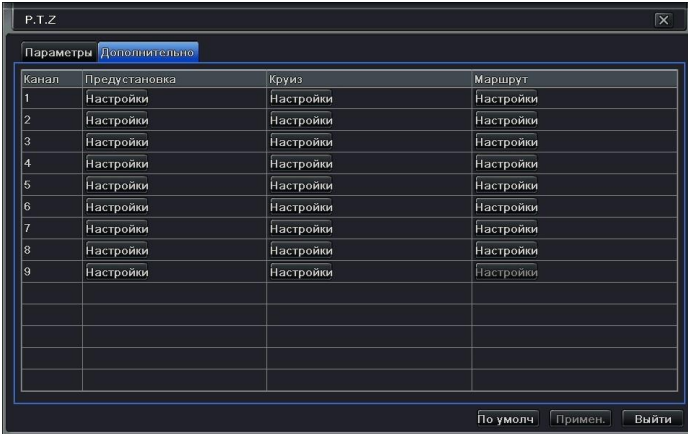 P.T.Z
Параметры Дополнительно
Канал Предустановка Круиз Маршрут
1 Настройки Настройки Настройки
2 Настройки Настройки Настройки
3 Настройки Настройки Настройки
4 Настройки Настройки Настройки
5 Настройки Настройки Настройки
6 Настройки Настройки Настройки
7 Настройки Настройки Настройки
8 Настройки Настройки Настройки
9 Настройки Настройки Настройки
По умолч Примен. Выйти